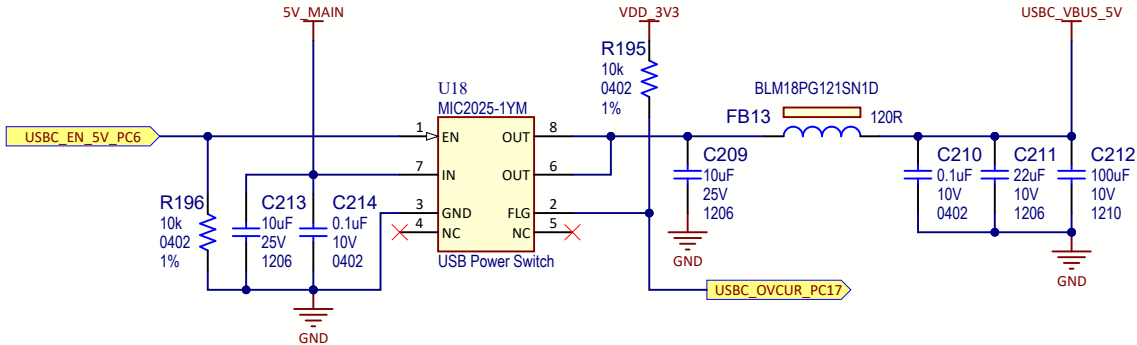 5V_MAIN
VDD_3V3
USBC_VBUS_5V
R195
10k
0402
1%
U18
MIC2025-1YM
BLM18PG121SN1D
FB13
120R
USBC_EN_5V_PC6
1
EN
OUT
8
7
IN
OUT
6
3
GND
FLG
2
4
NC
NC
5
USB Power Switch
R196
10k
0402
1%
C213
10uF
25V
1206
C214
0.1uF
10V
0402
C209
10uF
25V
1206
GND
C210
0.1uF
10V
0402
C211
22uF
10V
1206
C212
100uF
10V
1210
GND
USBC_OVCUR_PC17
GND